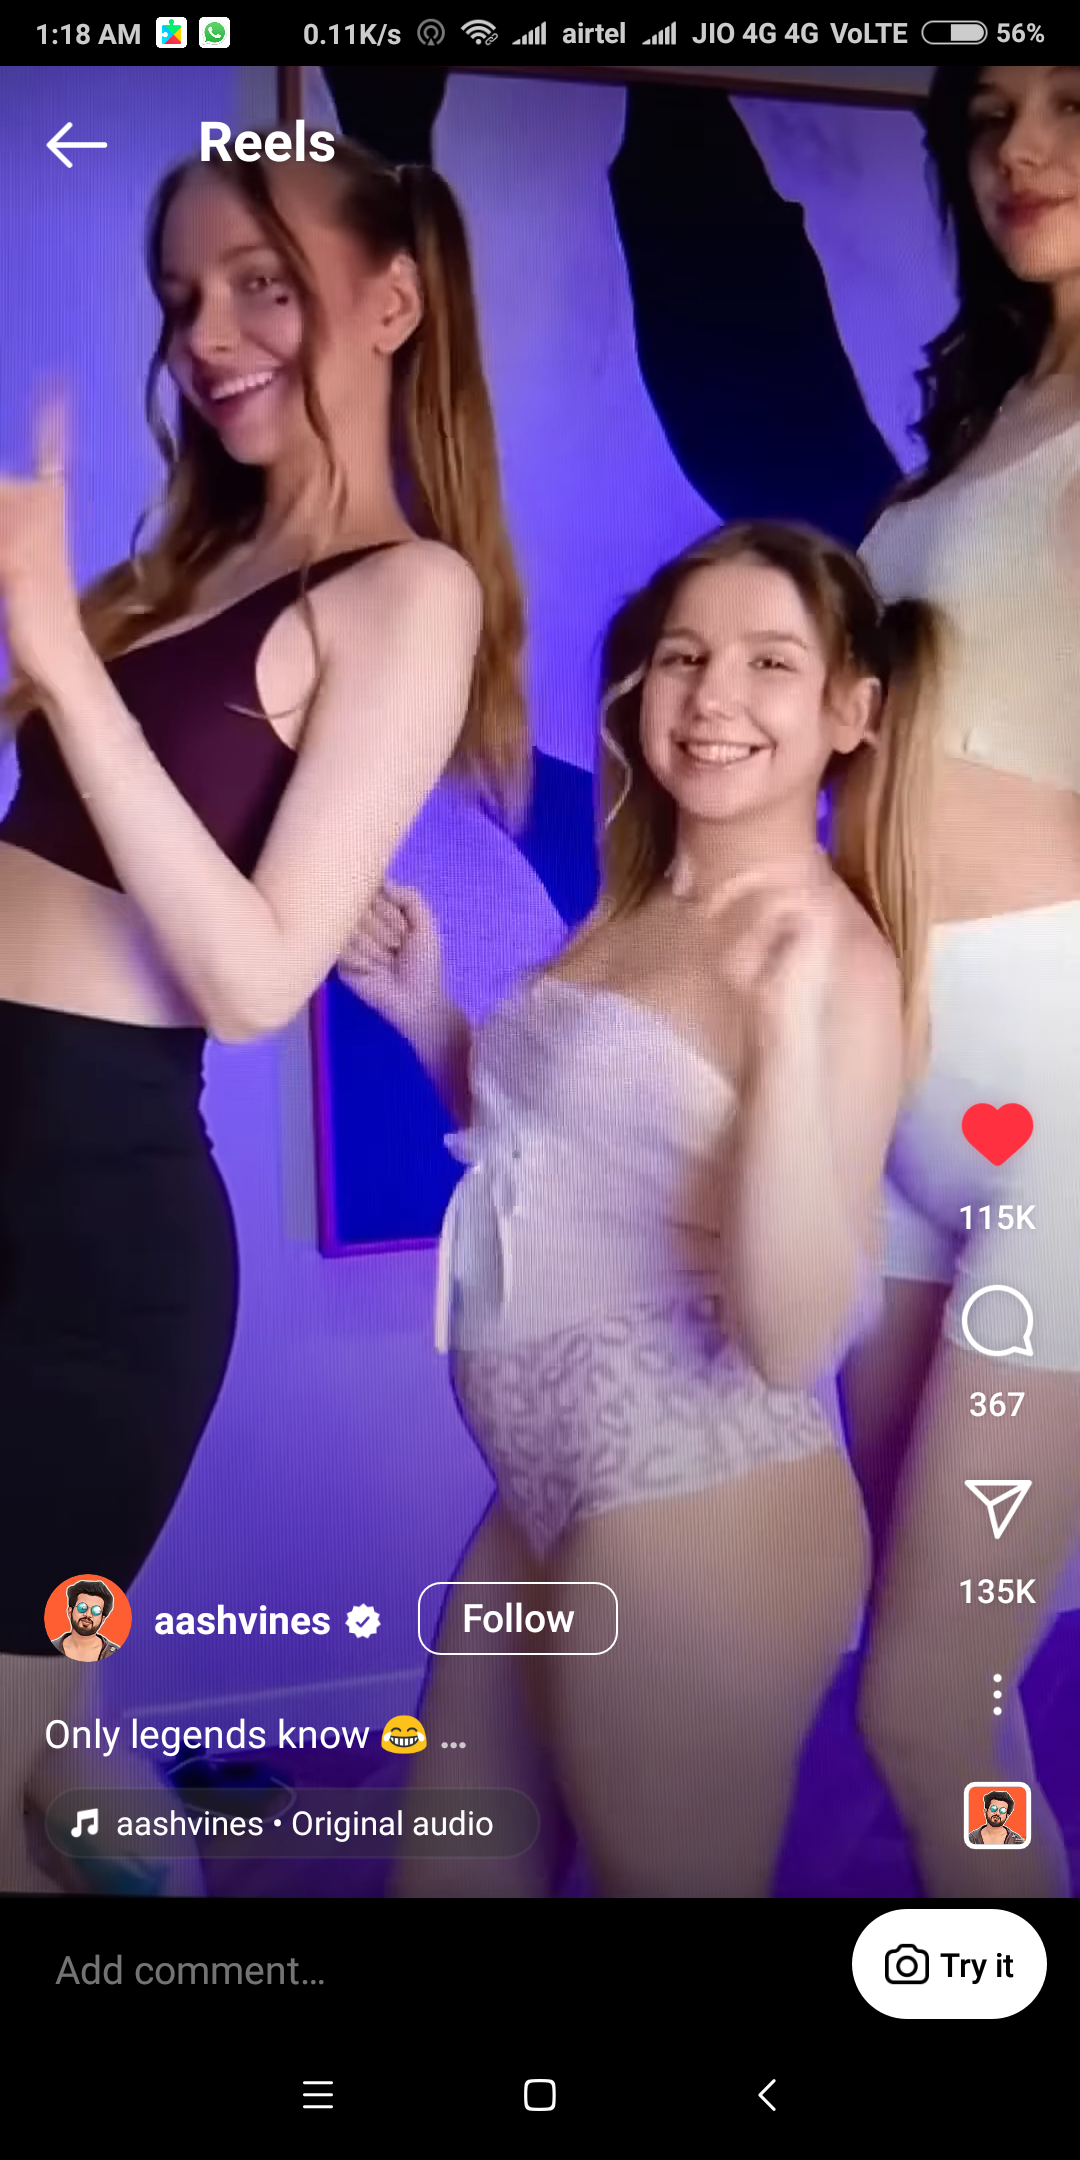 1:18 AM 0.11K/s airtel JIO 4G 4G VoLTE 56%
Reels
115K
367
135K
aashvines Follow
Only legends know 😂 ...
aashvines • Original audio
Add comment...
Try it